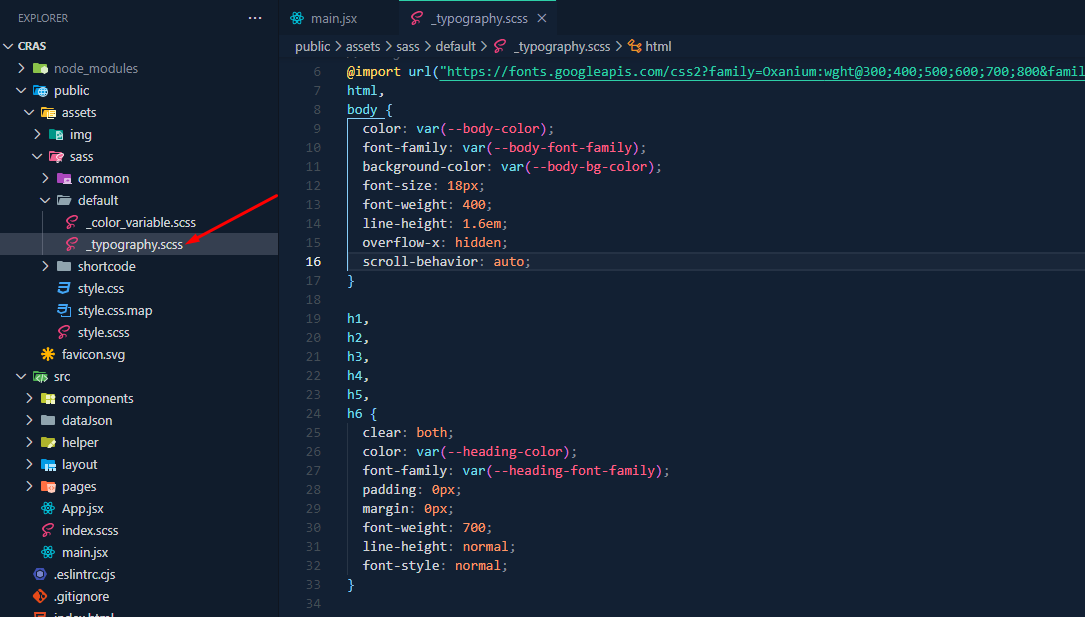 EXPLORER
CRAS
node_modules
public
assets
img
sass
common
default
_color_variable.scss
_typography.scss
shortcode
style.css
style.css.map
style.scss
favicon.svg
src
components
dataJson
helper
layout
pages
App.jsx
index.scss
main.jsx
.eslintrc.cjs
.gitignore
index.html
main.jsx
_typography.scss
public > assets > sass > default > _typography.scss > html
6 @import url("https://fonts.googleapis.com/css2?family=Oxanium:wght@300;400;500;600;700;800&famil
7 html,
8 body {
9 color: var(--body-color);
10 font-family: var(--body-font-family);
11 background-color: var(--body-bg-color);
12 font-size: 18px;
13 font-weight: 400;
14 line-height: 1.6em;
15 overflow-x: hidden;
16 scroll-behavior: auto;
17 }
18
19 h1,
20 h2,
21 h3,
22 h4,
23 h5,
24 h6 {
25 clear: both;
26 color: var(--heading-color);
27 font-family: var(--heading-font-family);
28 padding: 0px;
29 margin: 0px;
30 font-weight: 700;
31 line-height: normal;
32 font-style: normal;
33 }
34